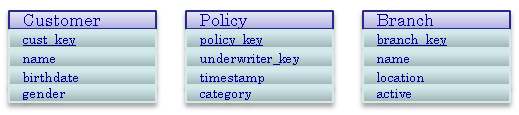 Customer
cust_key
name
birthdate
gender
Policy
policy_key
underwriter_key
timestamp
category
Branch
branch_key
name
location
active